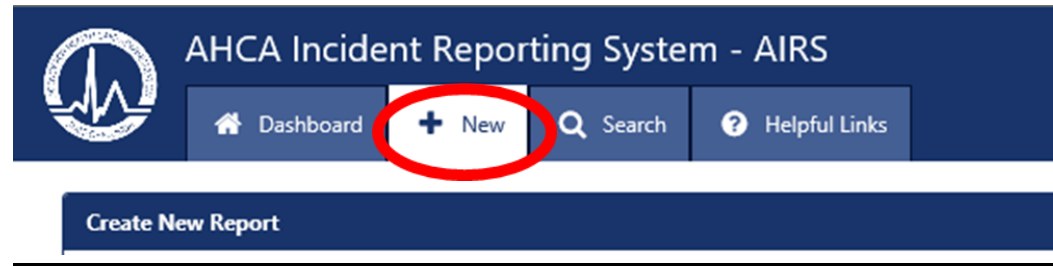 AHCA Incident Reporting System - AIRS
Dashboard New Search Helpful Links
Create New Report